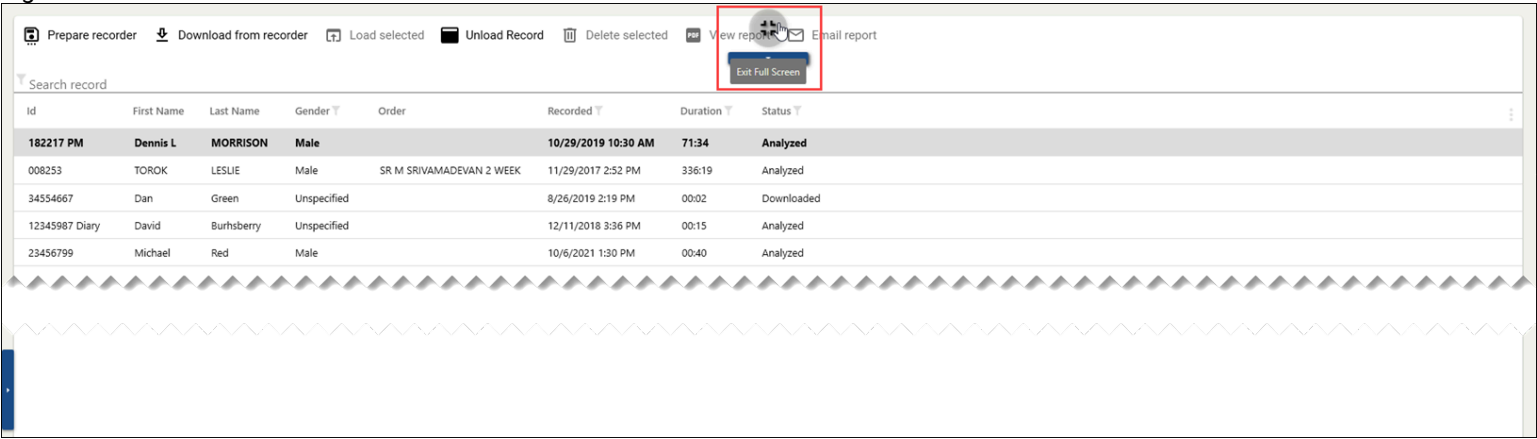 Prepare recorder Download from recorder Load selected Unload Record Delete selected PDF View report Email report
Exit Full Screen
Search record
Id First Name Last Name Gender Order Recorded Duration Status
182217 PM Dennis L MORRISON Male 10/29/2019 10:30 AM 71:34 Analyzed
008253 TOROK LESLIE Male SR M SRIVAMADEVAN 2 WEEK 11/29/2017 2:52 PM 336:19 Analyzed
34554667 Dan Green Unspecified 8/26/2019 2:19 PM 00:02 Downloaded
12345987 Diary David Burhsberry Unspecified 12/11/2018 3:36 PM 00:15 Analyzed
23456799 Michael Red Male 10/6/2021 1:30 PM 00:40 Analyzed